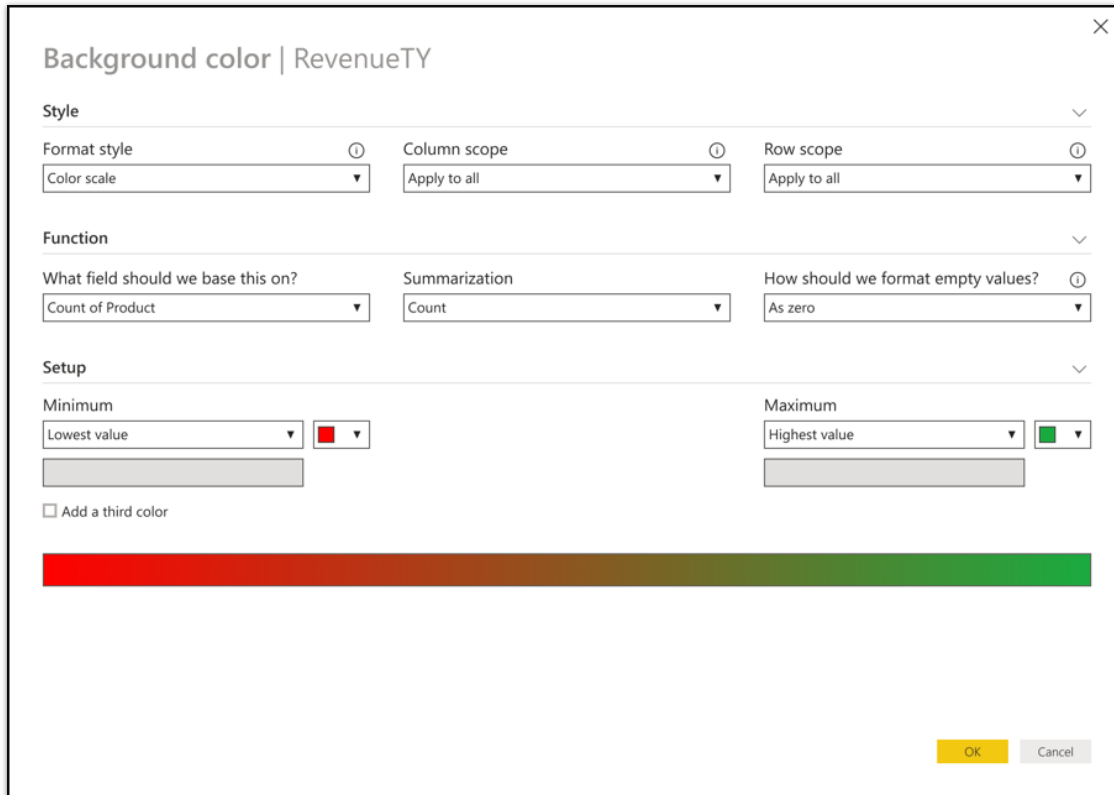 Background color | RevenueTY
Style
Format style Column scope Row scope
Color scale Apply to all Apply to all
Function
What field should we base this on? Summarization How should we format empty values?
Count of Product Count As zero
Setup
Minimum Maximum
Lowest value Highest value
Add a third color
OK Cancel